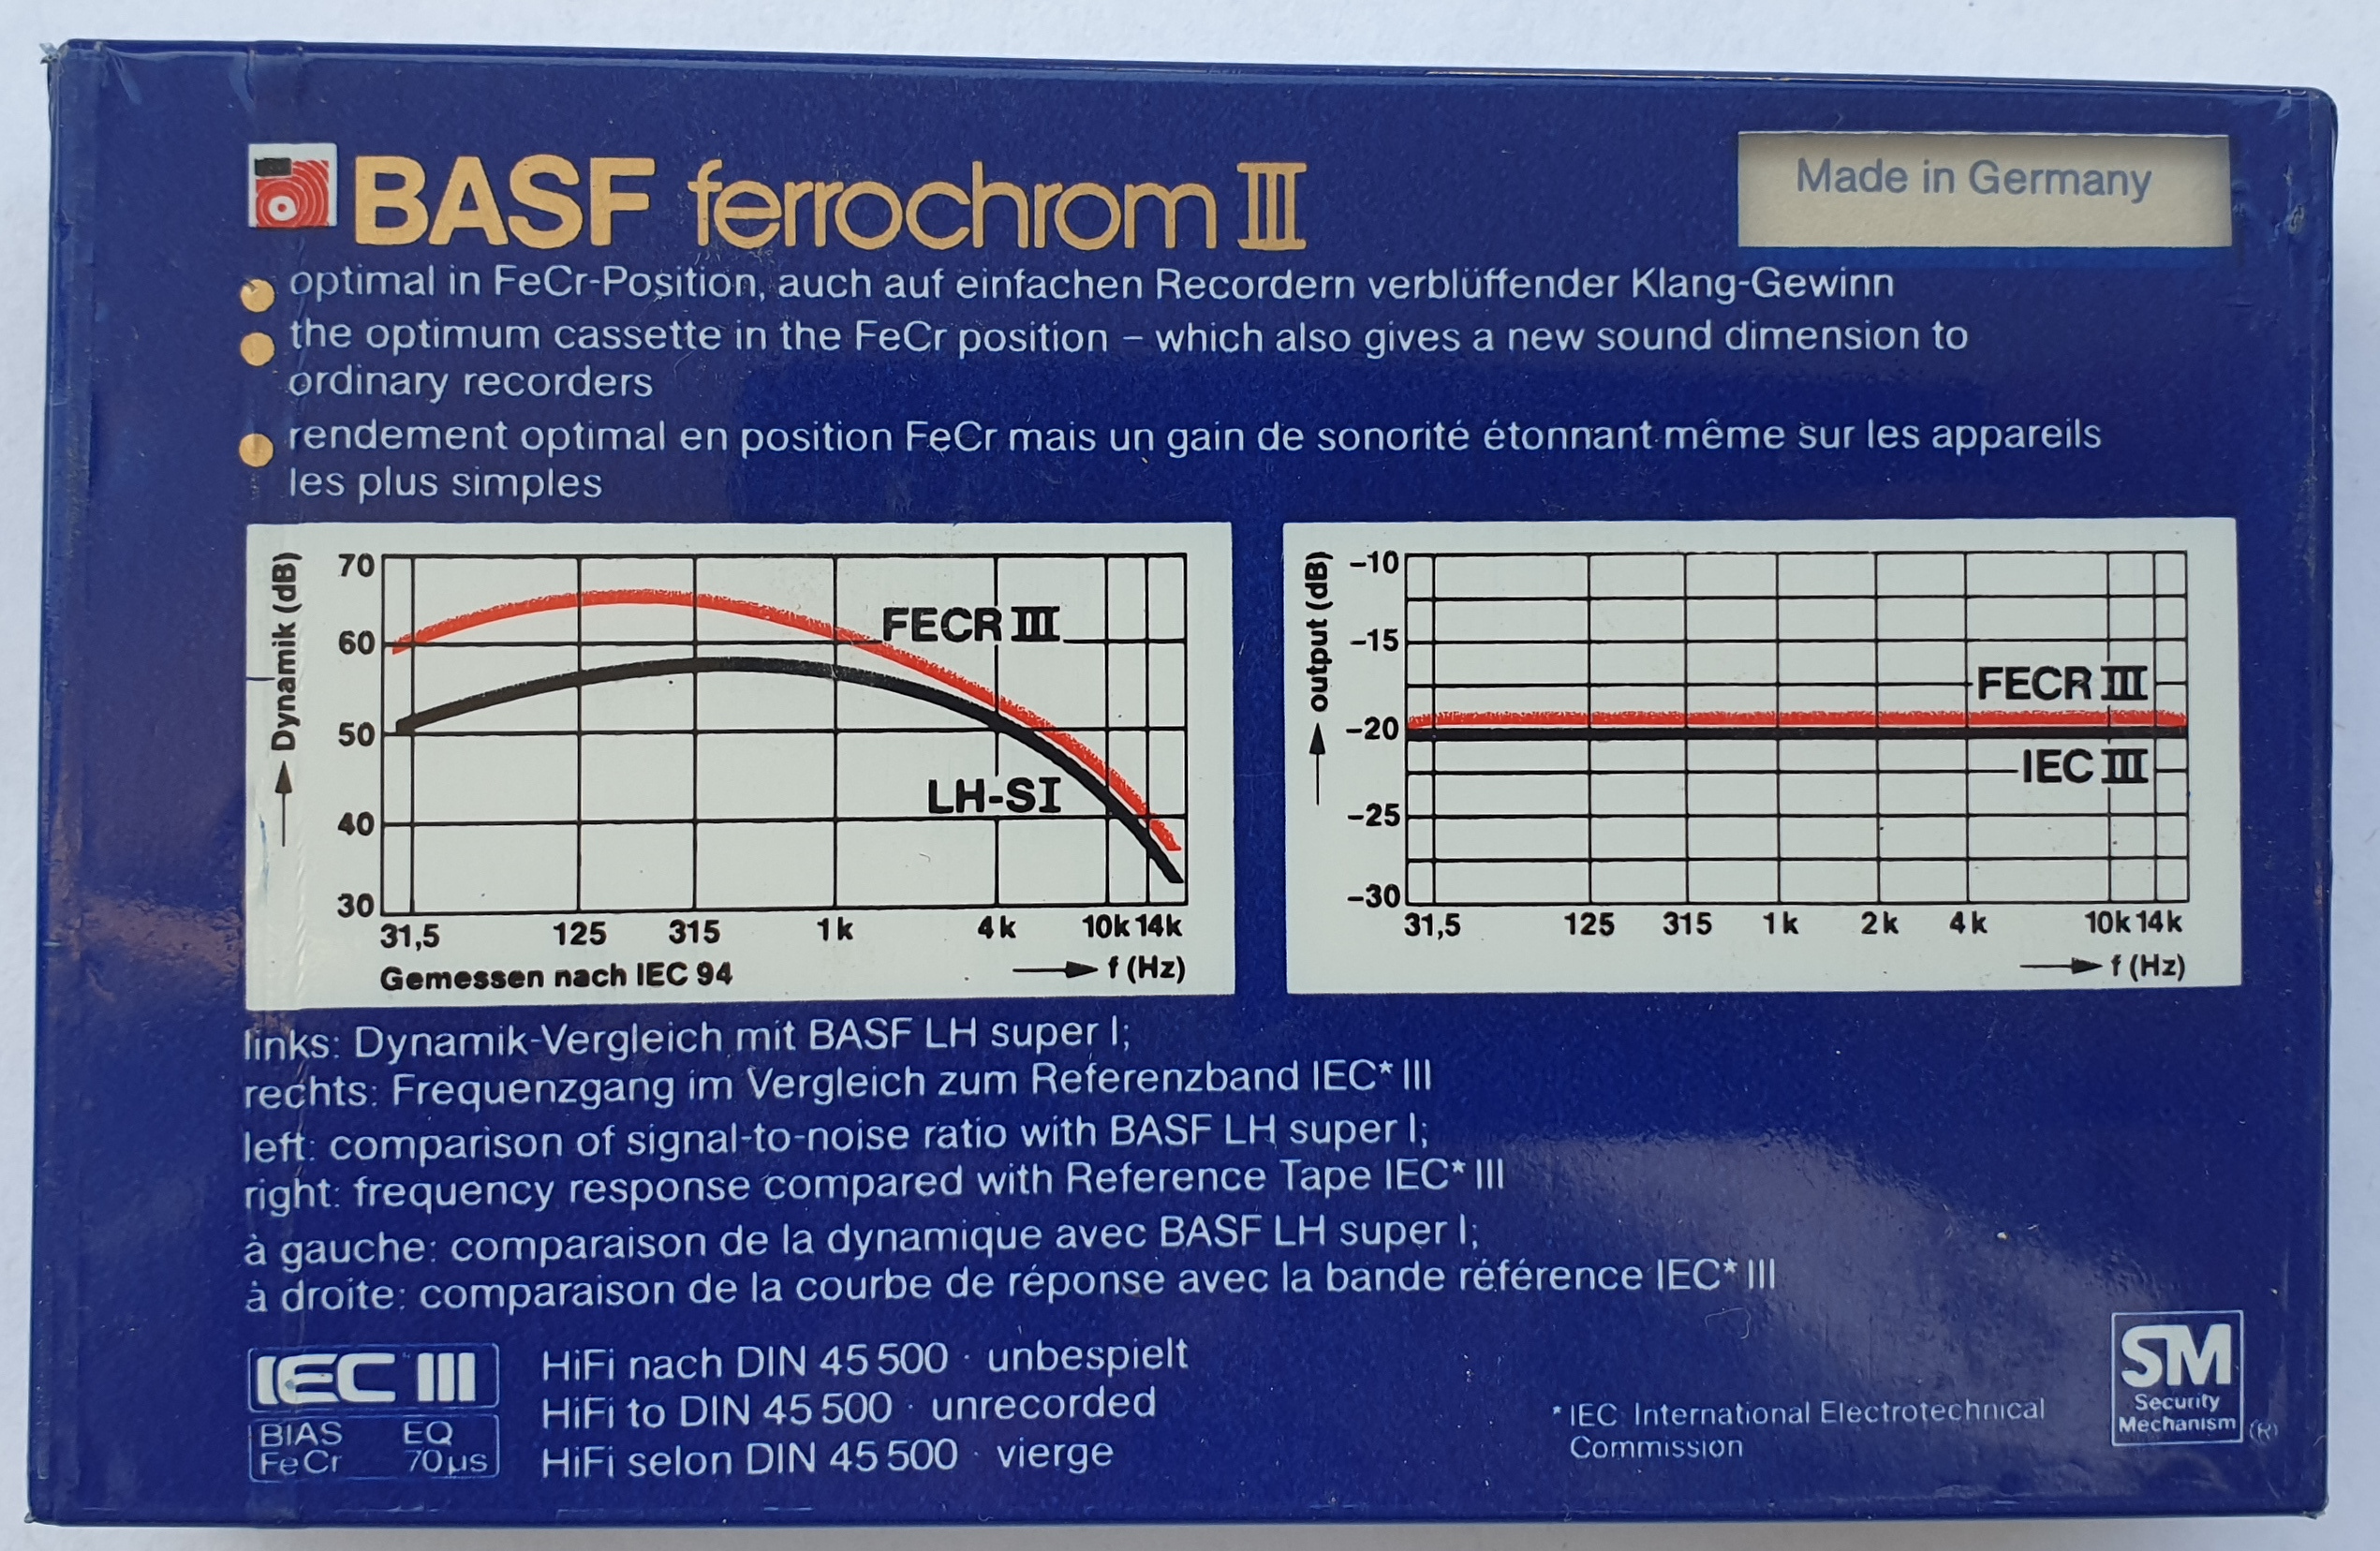 BASF ferrochrom III
Made in Germany
optimal in FeCr-Position, auch auf einfachen Recordern verblüffender Klang-Gewinn
the optimum cassette in the FeCr position – which also gives a new sound dimension to
ordinary recorders
rendement optimal en position FeCr mais un gain de sonorité étonnant même sur les appareils
les plus simples
Dynamik (dB)
70
60
50
40
30
FECR III
LH-SI
31,5 125 315 1k 4k 10k 14k
Gemessen nach IEC 94 f (Hz)
output (dB)
-10
-15
-20
-25
-30
FECR III
IEC III
31,5 125 315 1k 2k 4k 10k 14k
f (Hz)
links: Dynamik-Vergleich mit BASF LH super I;
rechts: Frequenzgang im Vergleich zum Referenzband IEC* III
left: comparison of signal-to-noise ratio with BASF LH super I;
right: frequency response compared with Reference Tape IEC* III
à gauche: comparaison de la dynamique avec BASF LH super I;
à droite: comparaison de la courbe de réponse avec la bande référence IEC* III
IEC III
BIAS EQ
FeCr 70µs
HiFi nach DIN 45 500 · unbespielt
HiFi to DIN 45 500 · unrecorded
HiFi selon DIN 45 500 · vierge
* IEC: International Electrotechnical
Commission
SM
Security
Mechanism (R)